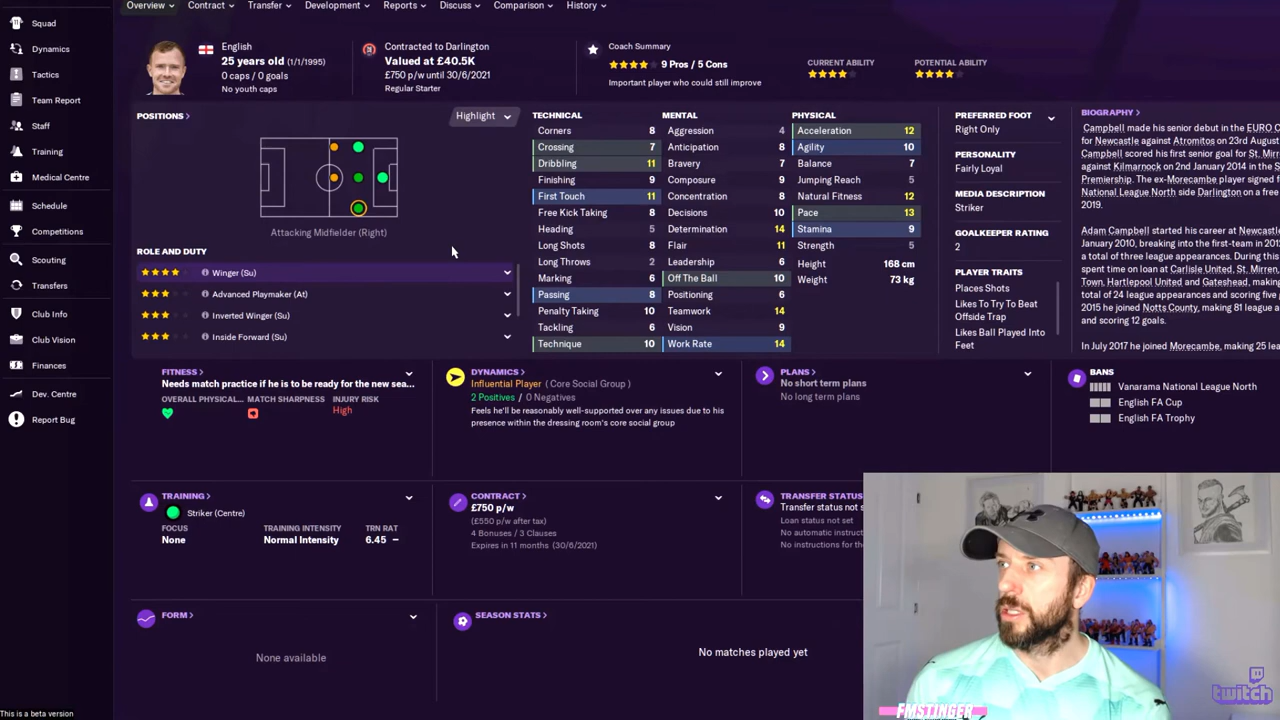 Overview
Contract
Transfer
Development
Reports
Discuss
Comparison
History
Squad
Dynamics
Tactics
Team Report
Staff
Training
Medical Centre
Schedule
Competitions
Scouting
Transfers
Club Info
Club Vision
Finances
Dev. Centre
Report Bug
This is a beta version
English
25 years old (1/1/1995)
0 caps / 0 goals
No youth caps
Contracted to Darlington
Valued at £40.5K
£750 p/w until 30/6/2021
Regular Starter
Coach Summary
9 Pros / 5 Cons
Important player who could still improve
CURRENT ABILITY
POTENTIAL ABILITY
POSITIONS
Highlight
Attacking Midfielder (Right)
ROLE AND DUTY
Winger (Su)
Advanced Playmaker (At)
Inverted Winger (Su)
Inside Forward (Su)
TECHNICAL
Corners 8
Crossing 7
Dribbling 11
Finishing 9
First Touch 11
Free Kick Taking 8
Heading 5
Long Shots 8
Long Throws 2
Marking 6
Passing 8
Penalty Taking 10
Tackling 6
Technique 10
MENTAL
Aggression 4
Anticipation 8
Bravery 7
Composure 9
Concentration 8
Decisions 10
Determination 14
Flair 11
Leadership 6
Off The Ball 10
Positioning 6
Teamwork 14
Vision 9
Work Rate 14
PHYSICAL
Acceleration 12
Agility 10
Balance 7
Jumping Reach 5
Natural Fitness 12
Pace 13
Stamina 9
Strength 5
Height 168 cm
Weight 73 kg
PREFERRED FOOT
Right Only
PERSONALITY
Fairly Loyal
MEDIA DESCRIPTION
Striker
GOALKEEPER RATING
2
PLAYER TRAITS
Places Shots
Likes To Try To Beat
Offside Trap
Likes Ball Played Into
Feet
BIOGRAPHY
Campbell made his senior debut in the EURO C
for Newcastle against Atromitos on 23rd Augus
Campbell scored his first senior goal for St. Mirr
against Kilmarnock on 2nd January 2014 in the S
Premiership. The ex-Morecambe player signed f
National League North side Darlington in
2019.
Adam Campbell started his career at Newcastle
January 2010, breaking into the first-team in 2012
a total of three league appearances. During this
spent time on loan at Carlisle United, St. Mirren,
Town, Hartlepool United and Gateshead, making
total of 24 league appearances and scoring five
2015 he joined Notts County, making 81 league a
and scoring 12 goals.
In July 2017 he joined Morecambe, making 25 lea
FITNESS
Needs match practice if he is to be ready for the new sea...
OVERALL PHYSICAL...
MATCH SHARPNESS
INJURY RISK
High
DYNAMICS
Influential Player ( Core Social Group )
2 Positives / 0 Negatives
Feels he'll be reasonably well-supported over any issues due to his
presence within the dressing room's core social group
PLANS
No short term plans
No long term plans
BANS
Vanarama National League North
English FA Cup
English FA Trophy
TRAINING
Striker (Centre)
FOCUS
None
TRAINING INTENSITY
Normal Intensity
TRN RAT
6.45 –
CONTRACT
£750 p/w
(£550 p/w after tax)
4 Bonuses / 3 Clauses
Expires in 11 months (30/6/2021)
TRANSFER STATUS
Transfer status not s
Loan status not set
No automatic instruc
No instructions for the
FORM
None available
SEASON STATS
No matches played yet
FMSTINGER
twitch